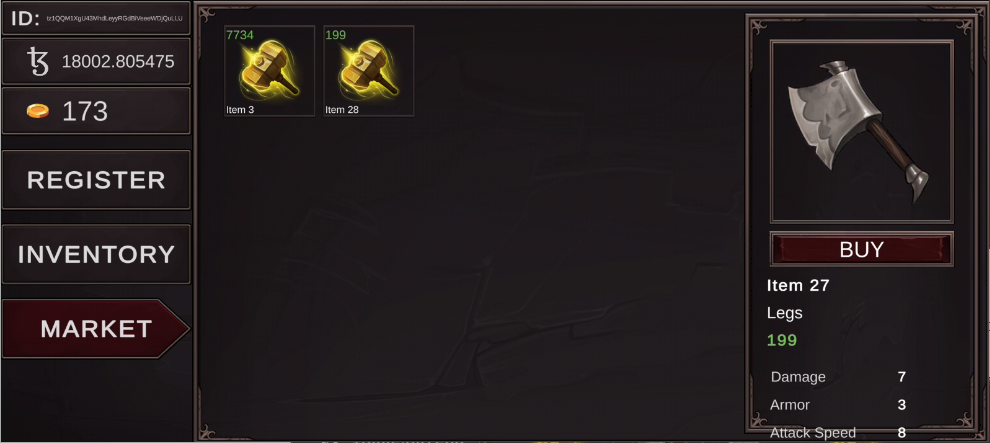 ID:
18002.805475
173
REGISTER
INVENTORY
MARKET
7734
Item 3
199
Item 28
BUY
Item 27
Legs
199
Damage 7
Armor 3
Attack Speed 8